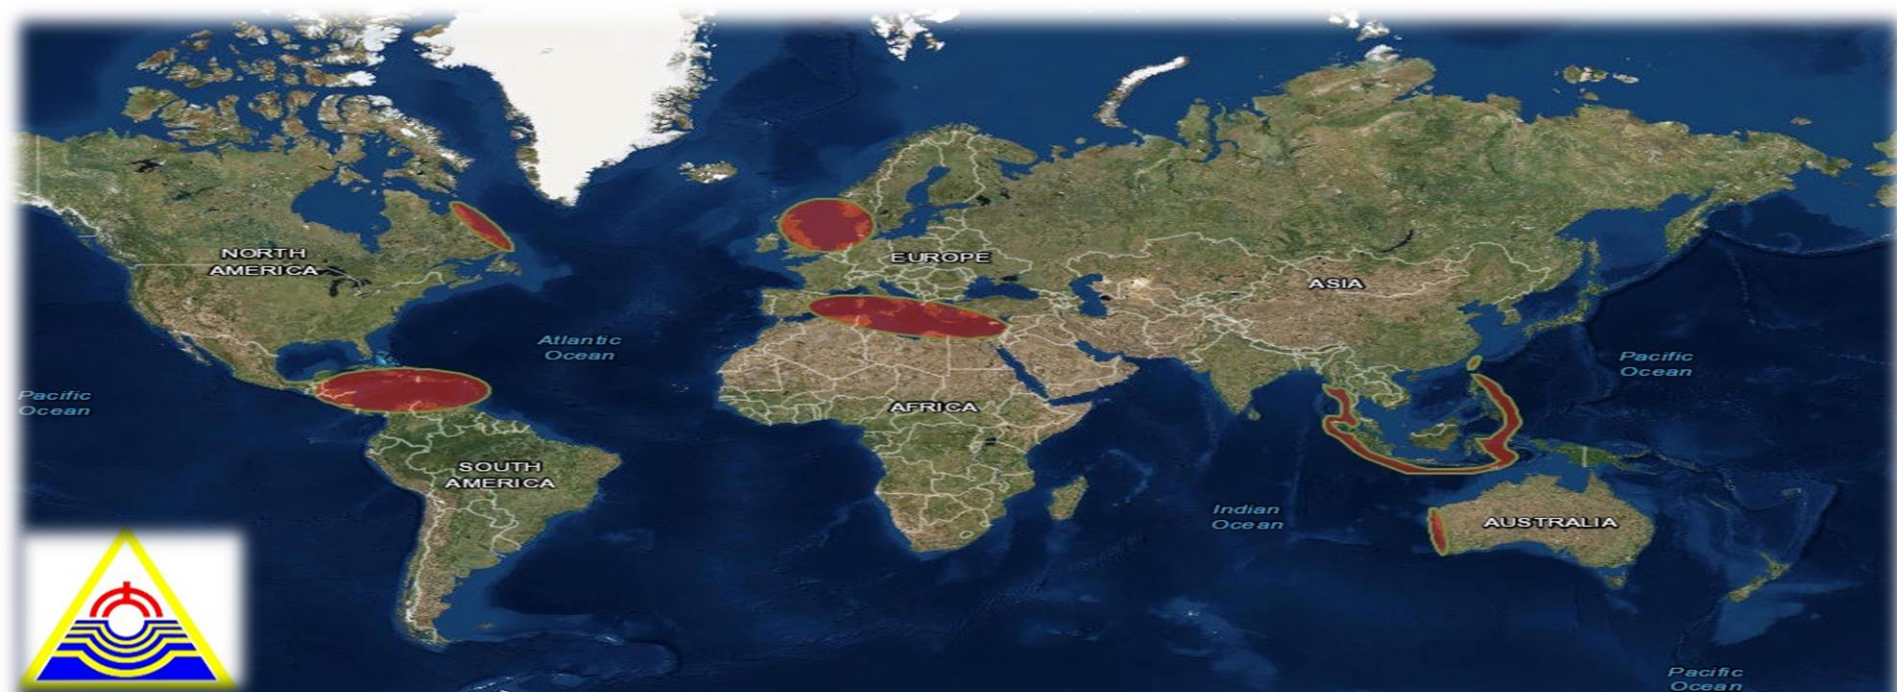 NORTH
AMERICA
EUROPE
ASIA
Atlantic
Ocean
Pacific
Ocean
Pacific
Ocean
AFRICA
SOUTH
AMERICA
Indian
Ocean
AUSTRALIA
Pacific
Ocean